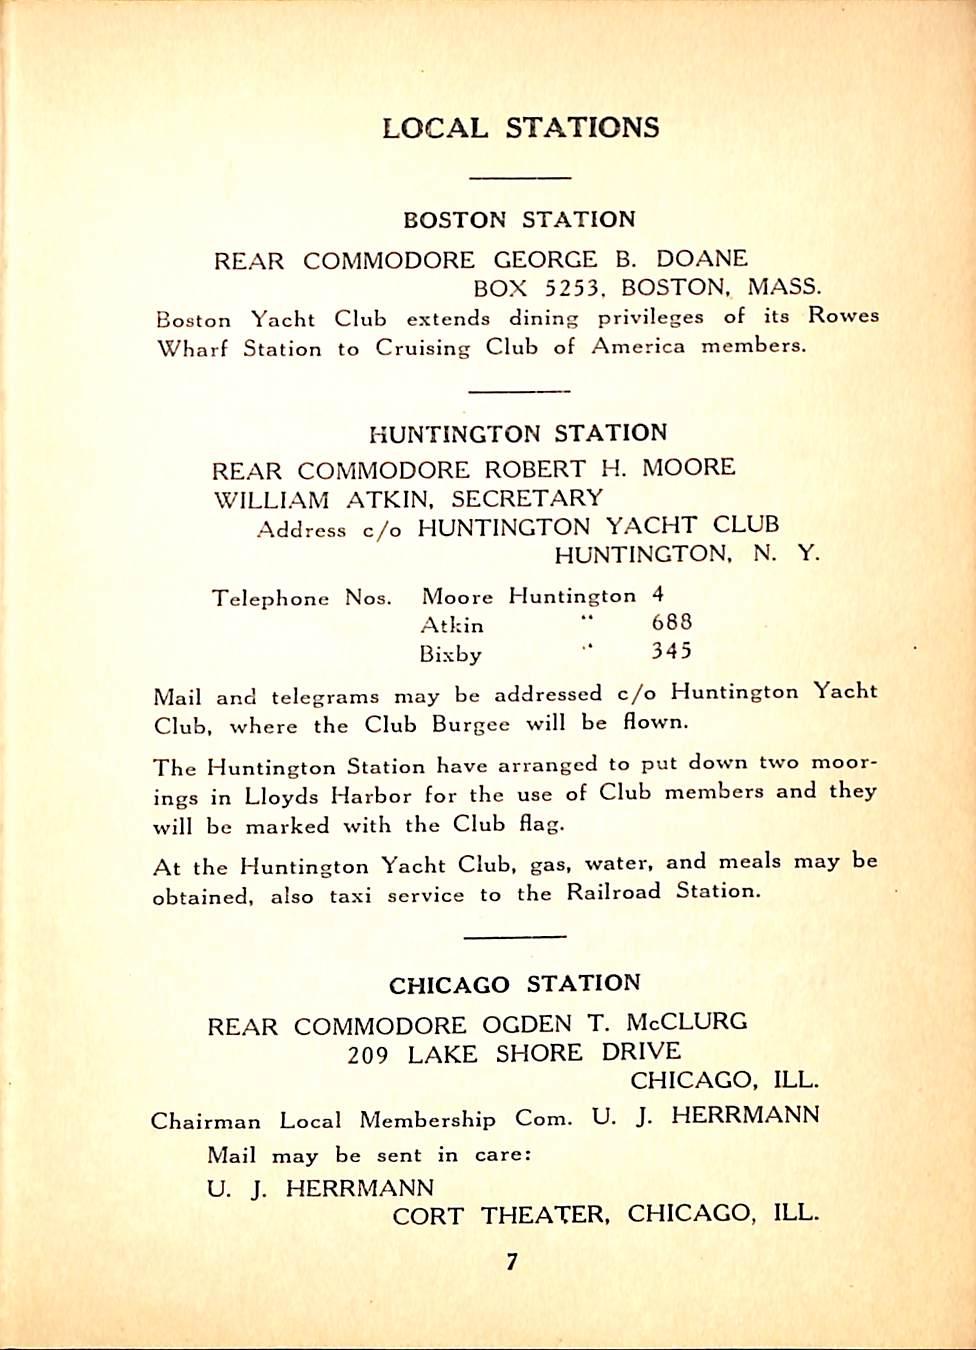 LOCAL STATIONS
BOSTON STATION
REAR COMMODORE GEORGE B. DOANE
BOX 5253, BOSTON, MASS.
Boston Yacht Club extends dining privileges of its Rowes
Wharf Station to Cruising Club of America members.
HUNTINGTON STATION
REAR COMMODORE ROBERT H. MOORE
WILLIAM ATKIN, SECRETARY
Address c/o HUNTINGTON YACHT CLUB
HUNTINGTON, N. Y.
Telephone Nos. Moore Huntington 4
Atkin " 688
Bixby " 345
Mail and telegrams may be addressed c/o Huntington Yacht
Club, where the Club Burgee will be flown.
The Huntington Station have arranged to put down two moor-
ings in Lloyds Harbor for the use of Club members and they
will be marked with the Club flag.
At the Huntington Yacht Club, gas, water, and meals may be
obtained, also taxi service to the Railroad Station.
CHICAGO STATION
REAR COMMODORE OGDEN T. McCLURG
209 LAKE SHORE DRIVE
CHICAGO, ILL.
Chairman Local Membership Com. U. J. HERRMANN
Mail may be sent in care:
U. J. HERRMANN
CORT THEATER, CHICAGO, ILL.
7